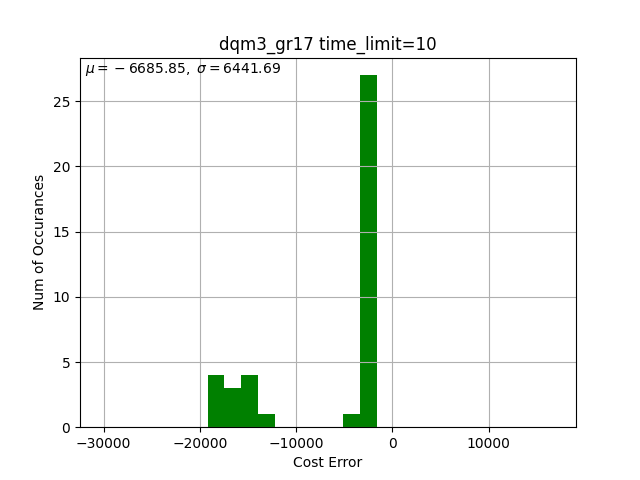 dqm3_gr17 time_limit=10
μ = −6685.85, σ = 6441.69
25
20
15
10
5
0
Num of Occurances
−30000 −20000 −10000 0 10000
Cost Error